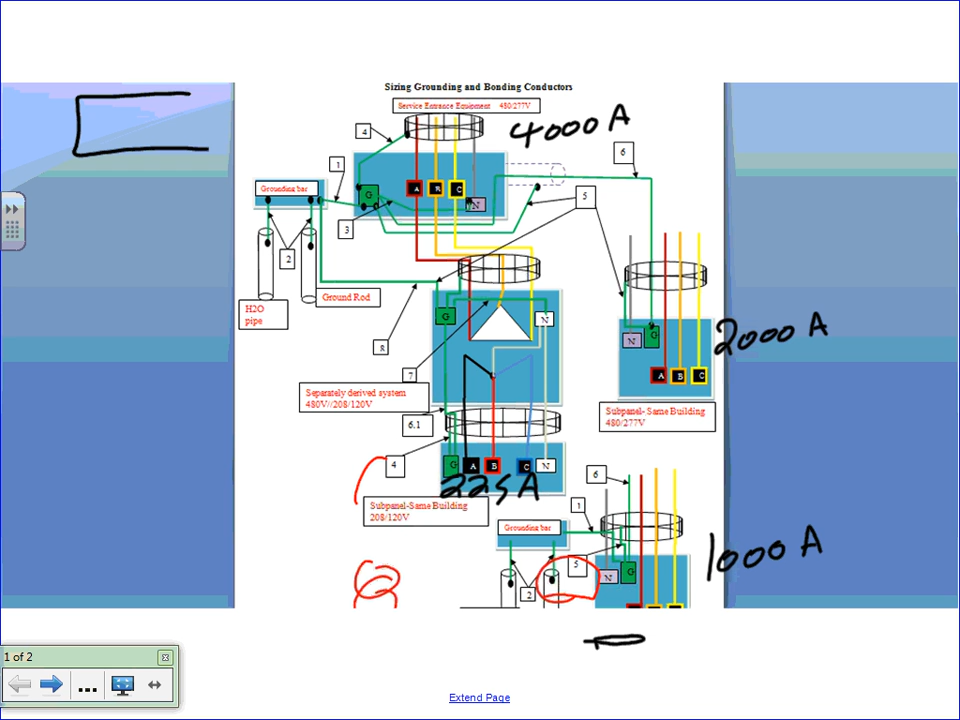 Sizing Grounding and Bonding Conductors
Service Entrance Equipment 480/277V
4000 A
4
6
1
Grounding bar
A B C
G
5
N
3
2
Ground Rod
H2O
pipe
G
N
N G
2000 A
8
7
A B C
Separately derived system
480V//208/120V
Subpanel- Same Building
480/277V
6.1
4
G A B C N
6
225 A
Subpanel-Same Building
208/120V
1
Grounding bar
1000 A
5
N G
2
1 of 2
...
Extend Page